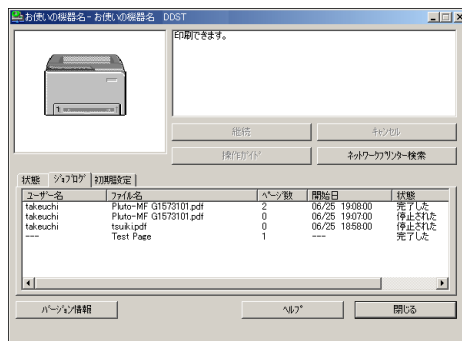 お使いの機器名 - お使いの機器名 DDST
印刷できます。
継続
キャンセル
操作ガイド
ネットワークプリンター検索
状態 ジョブログ 初期設定
ユーザー名 ファイル名 ページ数 開始日 状態
takeuchi Pluto-MF G1573101.pdf 2 06/25 19:08:00 完了した
takeuchi Pluto-MF G1573101.pdf 0 06/25 19:07:00 停止された
takeuchi tsuiki.pdf 0 06/25 18:58:00 停止された
--- Test Page 1 --- 完了した
バージョン情報
ヘルプ
閉じる